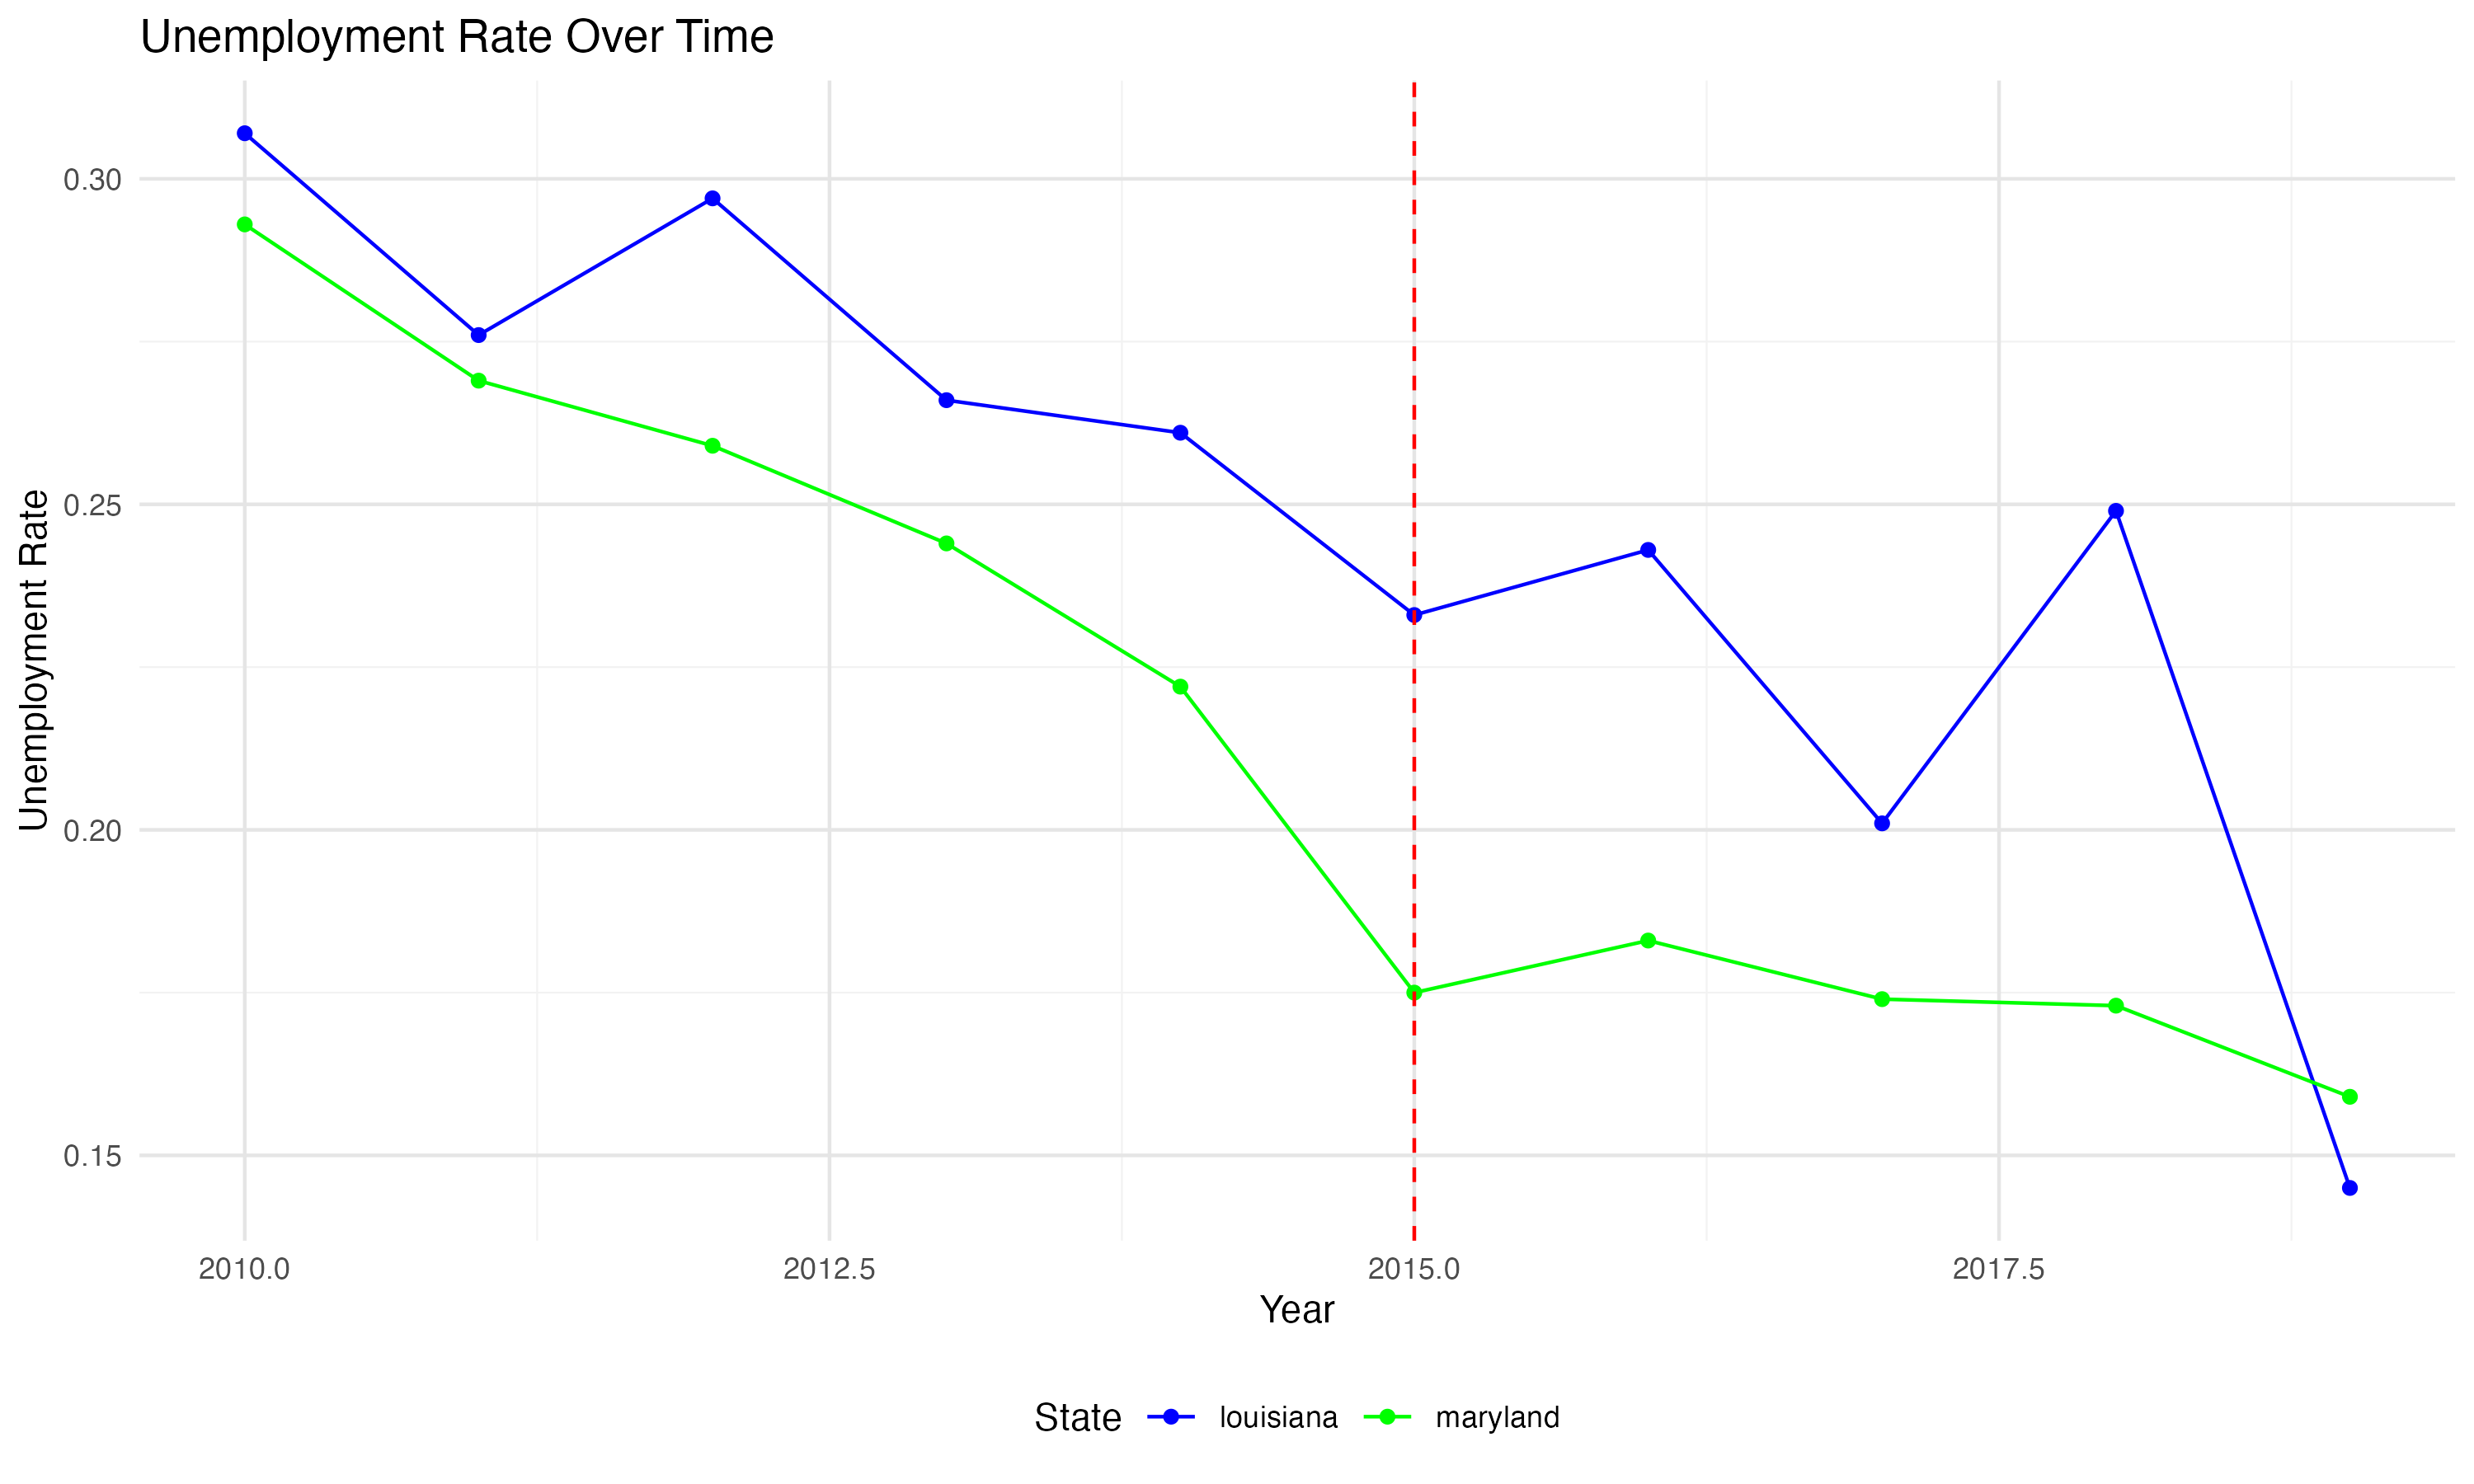 Unemployment Rate Over Time
Unemployment Rate
0.30
0.25
0.20
0.15
2010.0 2012.5 2015.0 2017.5
Year
State louisiana maryland